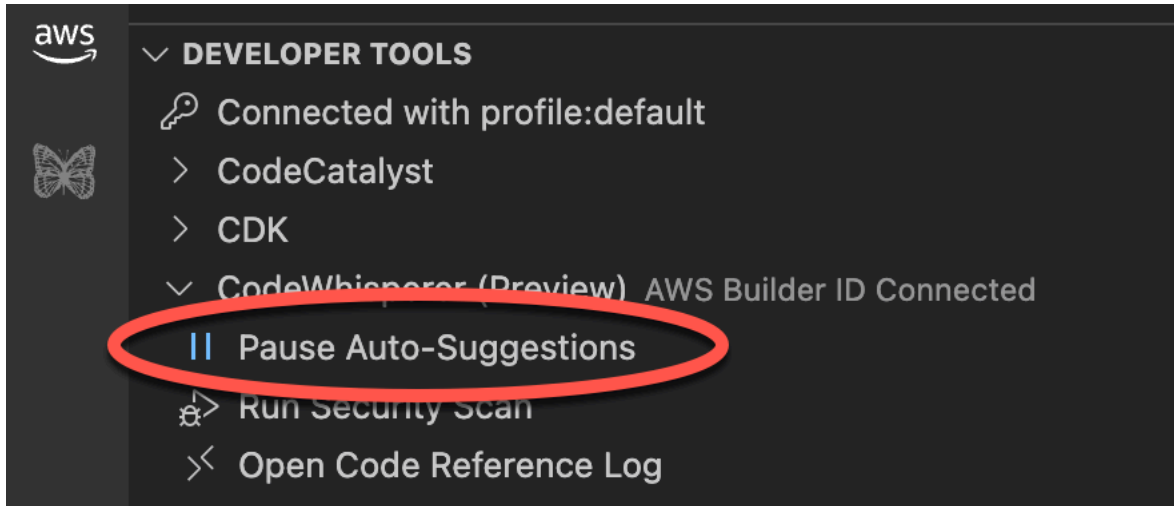 aws
DEVELOPER TOOLS
Connected with profile:default
CodeCatalyst
CDK
CodeWhisperer (Preview) AWS Builder ID Connected
Pause Auto-Suggestions
Run Security Scan
Open Code Reference Log